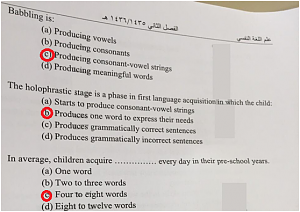 علم اللغة النفسي
الفصل الثاني ١٤٣٦/١٤٣٥ هـ
Babbling is:
(a) Producing vowels
(b) Producing consonants
(c) Producing consonant-vowel strings
(d) Producing meaningful words
The holophrastic stage is a phase in first language acquisition in which the child:
(a) Starts to produce consonant-vowel strings
(b) Produces one word to express their needs
(c) Produces grammatically correct sentences
(d) Produces grammatically incorrect sentences
In average, children acquire ............... every day in their pre-school years.
(a) One word
(b) Two to three words
(c) Four to eight words
(d) Eight to twelve words